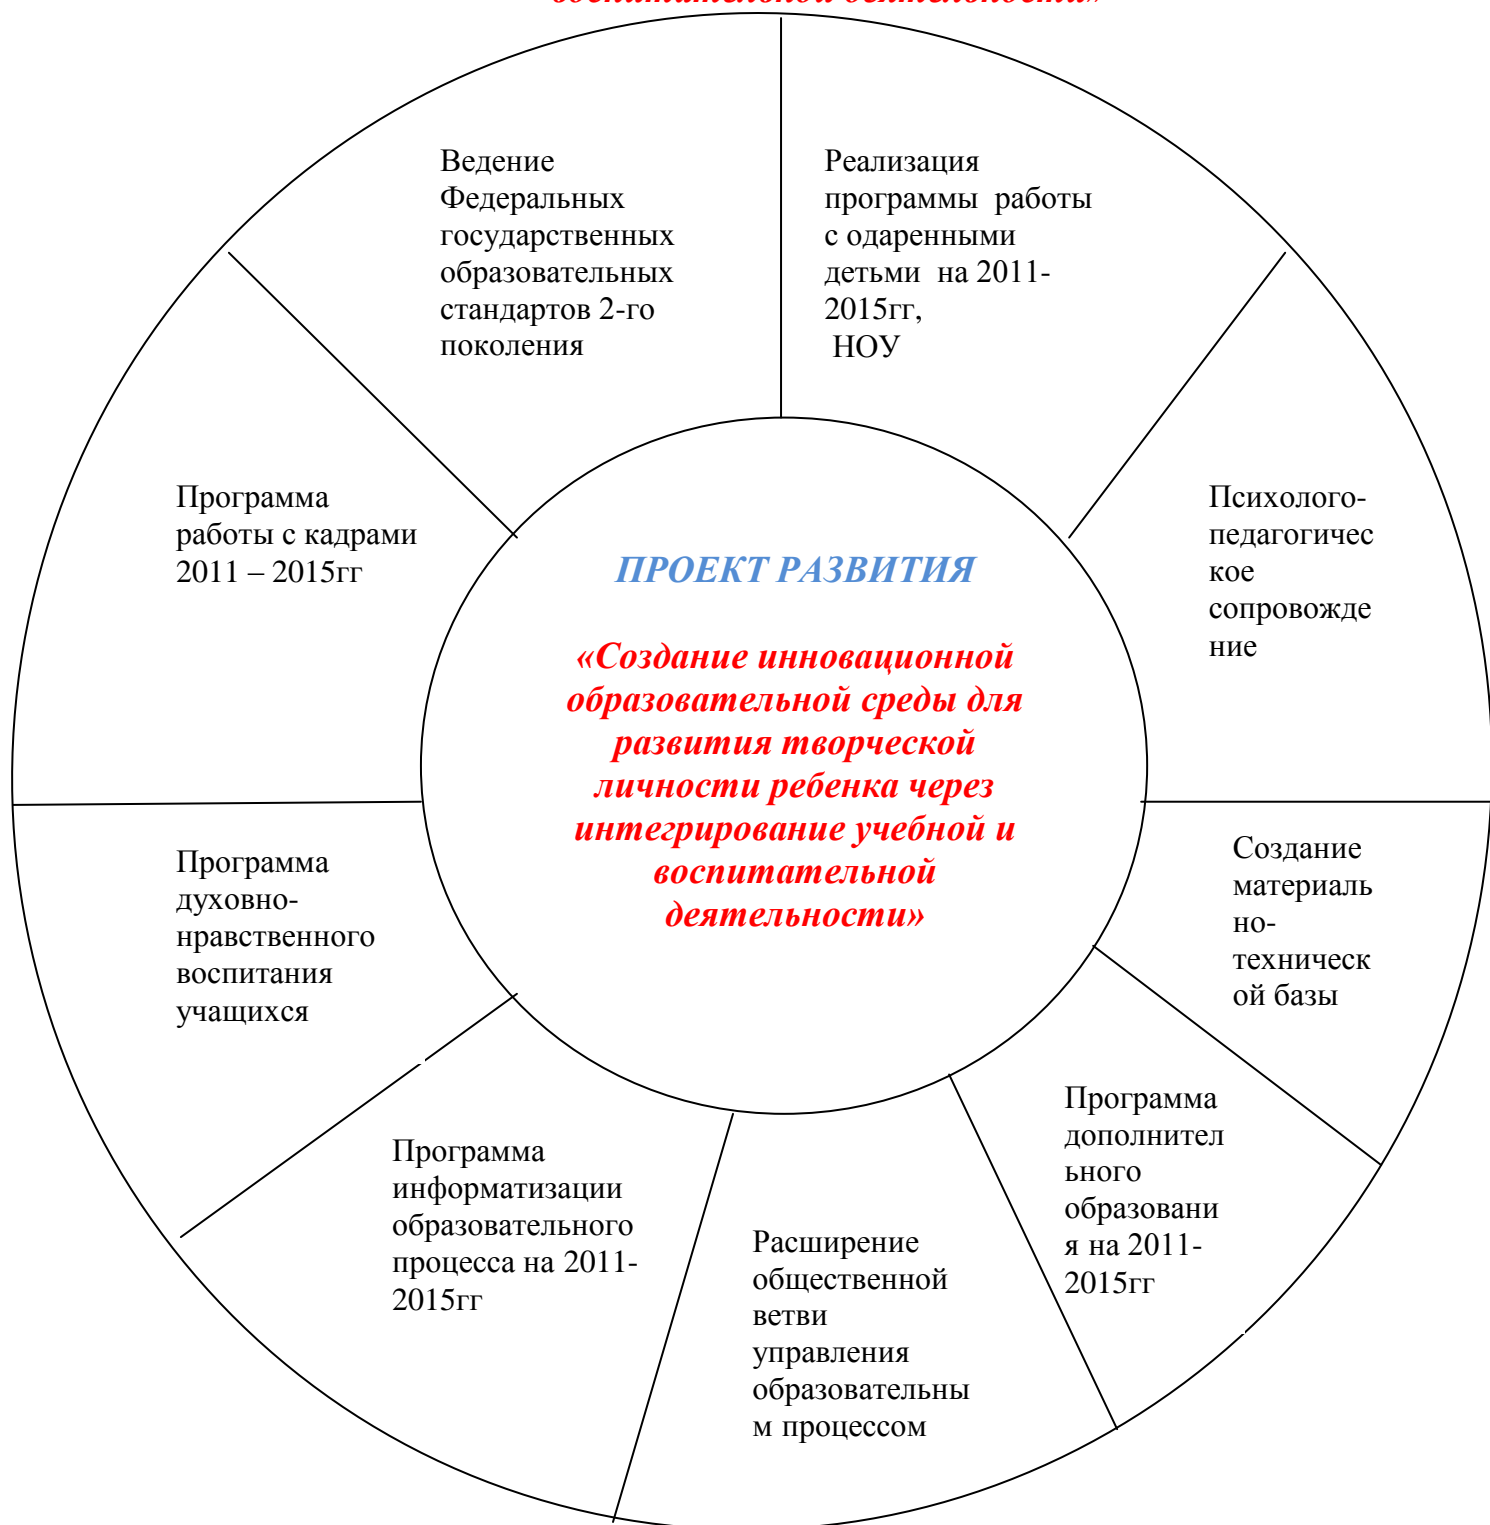 воспитательной деятельности»
Ведение
Федеральных
государственных
образовательных
стандартов 2-го
поколения
Реализация
программы  работы
с одаренными
детьми  на 2011-
2015гг,
НОУ
Программа
работы с кадрами
2011 – 2015гг
Психолого-
педагогичес
кое
сопровожде
ние
ПРОЕКТ РАЗВИТИЯ
«Создание инновационной
образовательной среды для
развития творческой
личности ребенка через
интегрирование учебной и
воспитательной
деятельности»
Программа
духовно-
нравственного
воспитания
учащихся
Создание
материаль
но-
техническ
ой базы
Программа
информатизации
образовательного
процесса на 2011-
2015гг
Расширение
общественной
ветви
управления
образовательны
м процессом
Программа
дополнител
ьного
образовани
я на 2011-
2015гг